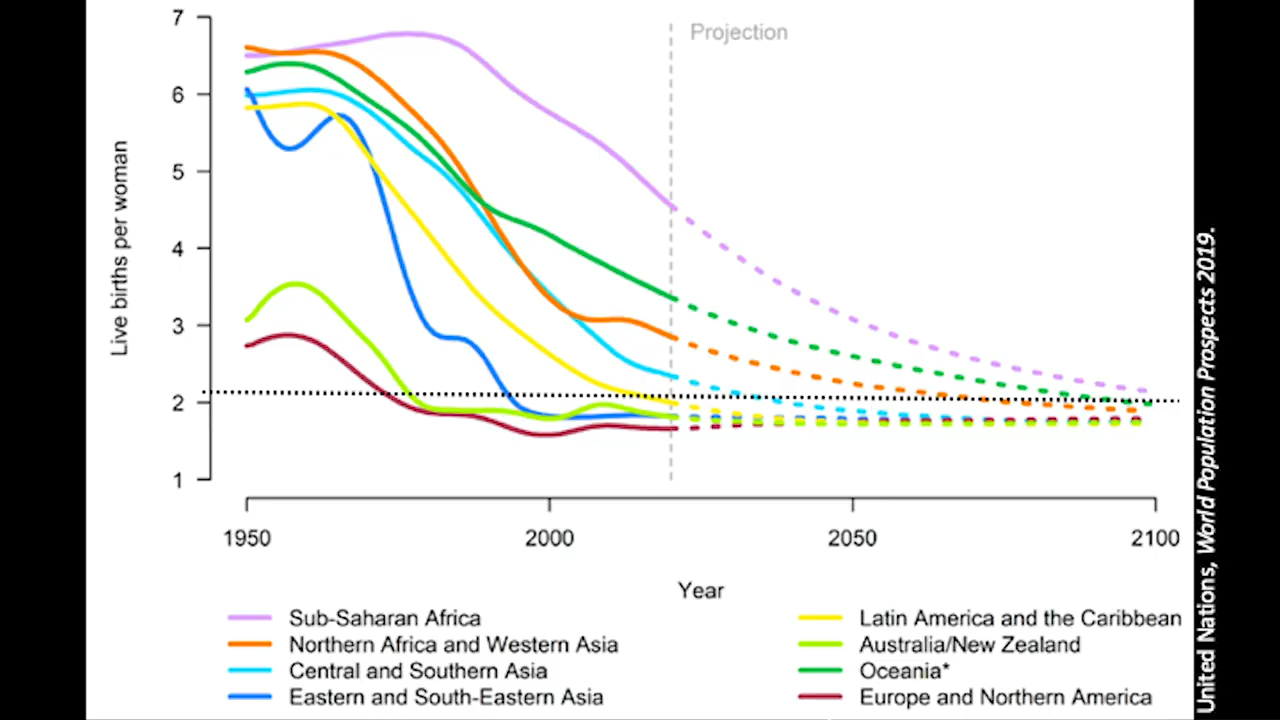 7
Projection
6
5
4
3
2
1
Live births per woman
1950
2000
2050
2100
Year
Sub-Saharan Africa
Northern Africa and Western Asia
Central and Southern Asia
Eastern and South-Eastern Asia
Latin America and the Caribbean
Australia/New Zealand
Oceania*
Europe and Northern America
United Nations, World Population Prospects 2019.